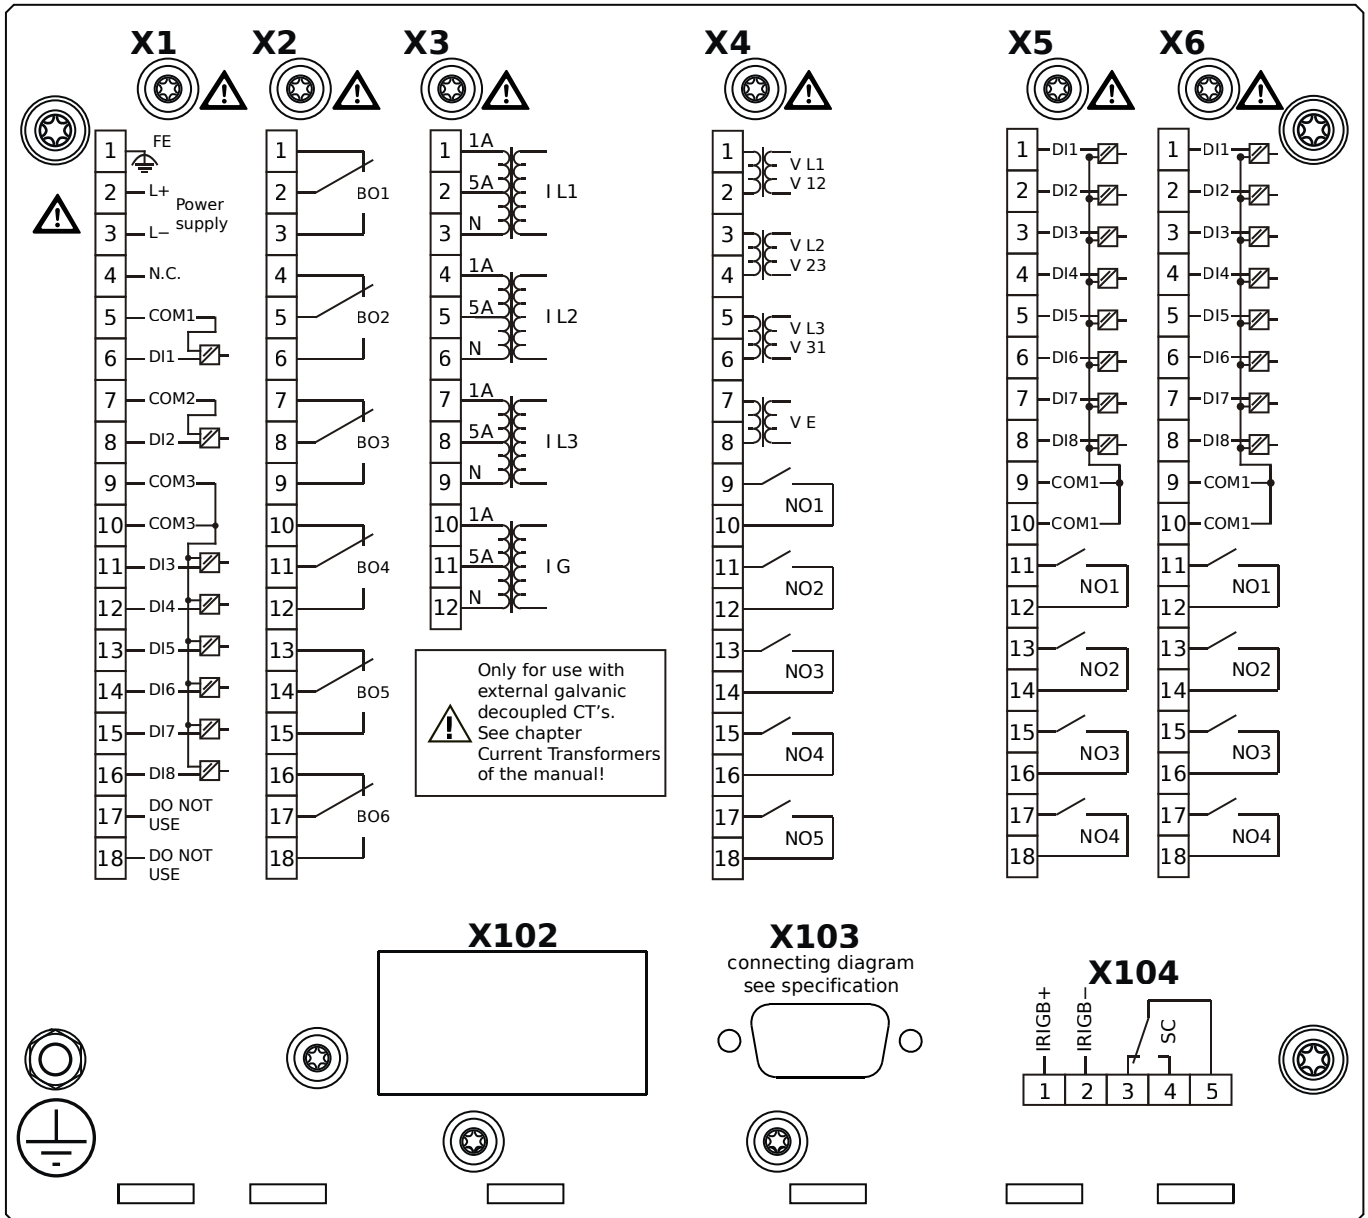 X1
X2
X3
X4
X5
X6
1 FE
2 L+
Power
supply
3 L−
4 N.C.
5 COM1
6 DI1
7 COM2
8 DI2
9 COM3
10 COM3
11 DI3
12 DI4
13 DI5
14 DI6
15 DI7
16 DI8
17 DO NOT
USE
18 DO NOT
USE
1
2 BO1
3
4
5 BO2
6
7
8 BO3
9
10
11 BO4
12
13
14 BO5
15
16
17 BO6
18
1 1A
2 5A I L1
3 N
4 1A
5 5A I L2
6 N
7 1A
8 5A I L3
9 N
10 1A
11 5A I G
12 N
Only for use with
external galvanic
decoupled CT's.
See chapter
Current Transformers
of the manual!
1 V L1
2 V 12
3 V L2
4 V 23
5 V L3
6 V 31
7
V E
8
9
NO1
10
11
NO2
12
13
NO3
14
15
NO4
16
17
NO5
18
1 DI1
2 DI2
3 DI3
4 DI4
5 DI5
6 DI6
7 DI7
8 DI8
9 COM1
10 COM1
11
NO1
12
13
NO2
14
15
NO3
16
17
NO4
18
1 DI1
2 DI2
3 DI3
4 DI4
5 DI5
6 DI6
7 DI7
8 DI8
9 COM1
10 COM1
11
NO1
12
13
NO2
14
15
NO3
16
17
NO4
18
X102
X103
connecting diagram
see specification
X104
IRIGB+
IRIGB−
SC
1 2 3 4 5